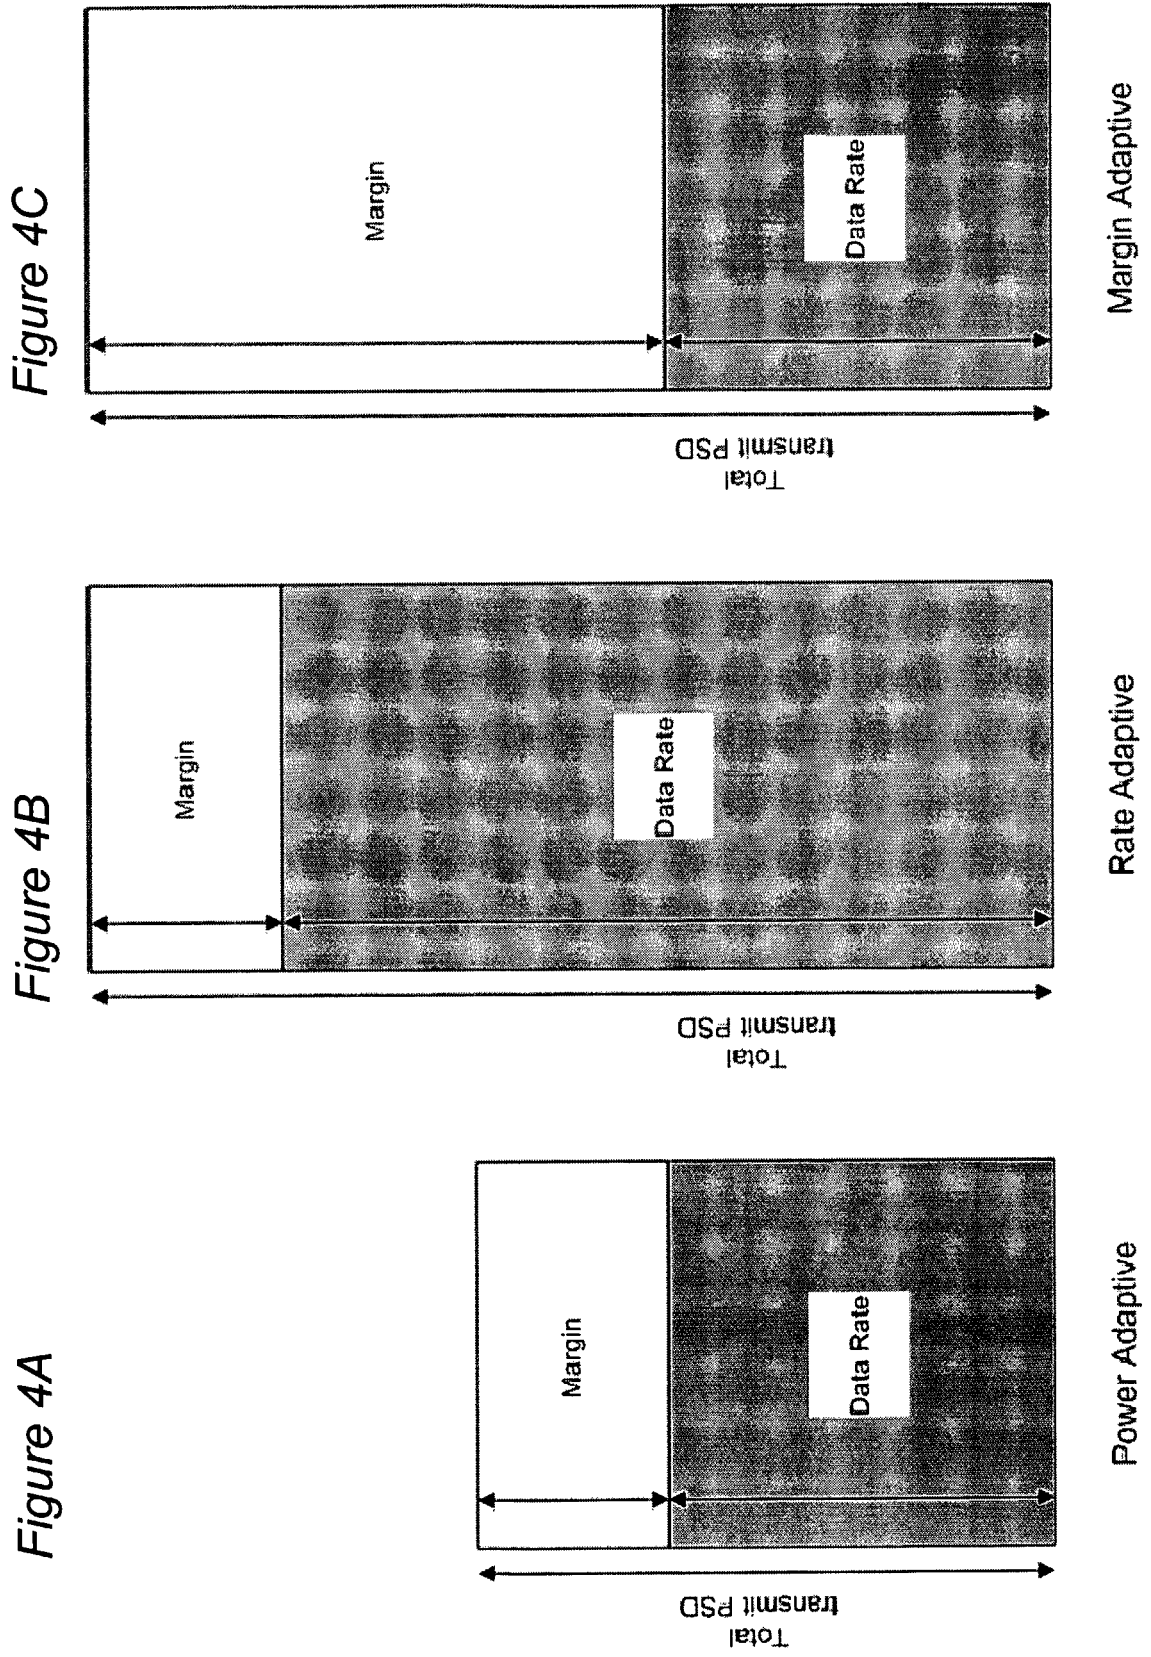 Figure 4A
Total
transmit PSD
Margin
Data Rate
Power Adaptive
Figure 4B
Total
transmit PSD
Margin
Data Rate
Rate Adaptive
Figure 4C
Total
transmit PSD
Margin
Data Rate
Margin Adaptive